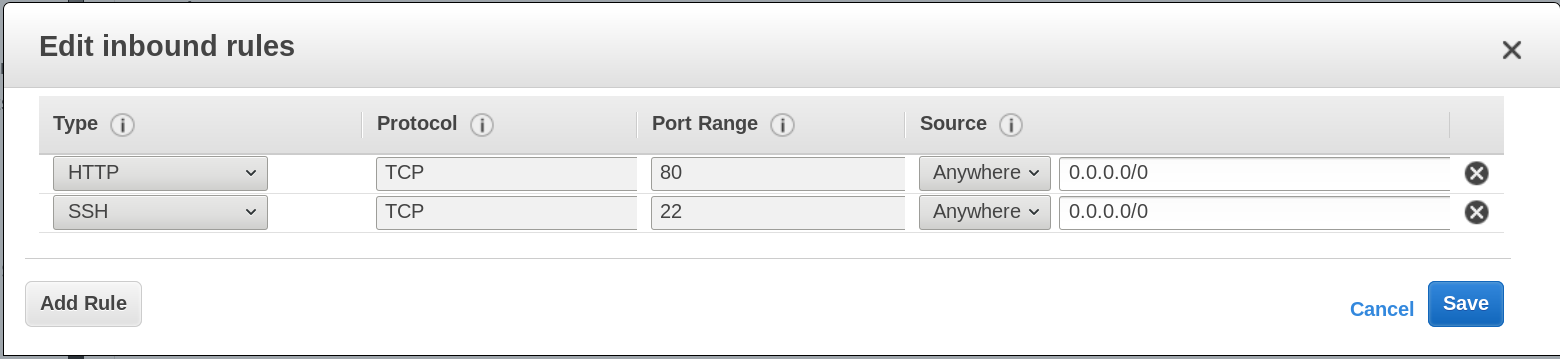 Edit inbound rules
Type Protocol Port Range Source
HTTP TCP 80 Anywhere 0.0.0.0/0
SSH TCP 22 Anywhere 0.0.0.0/0
Add Rule Cancel Save